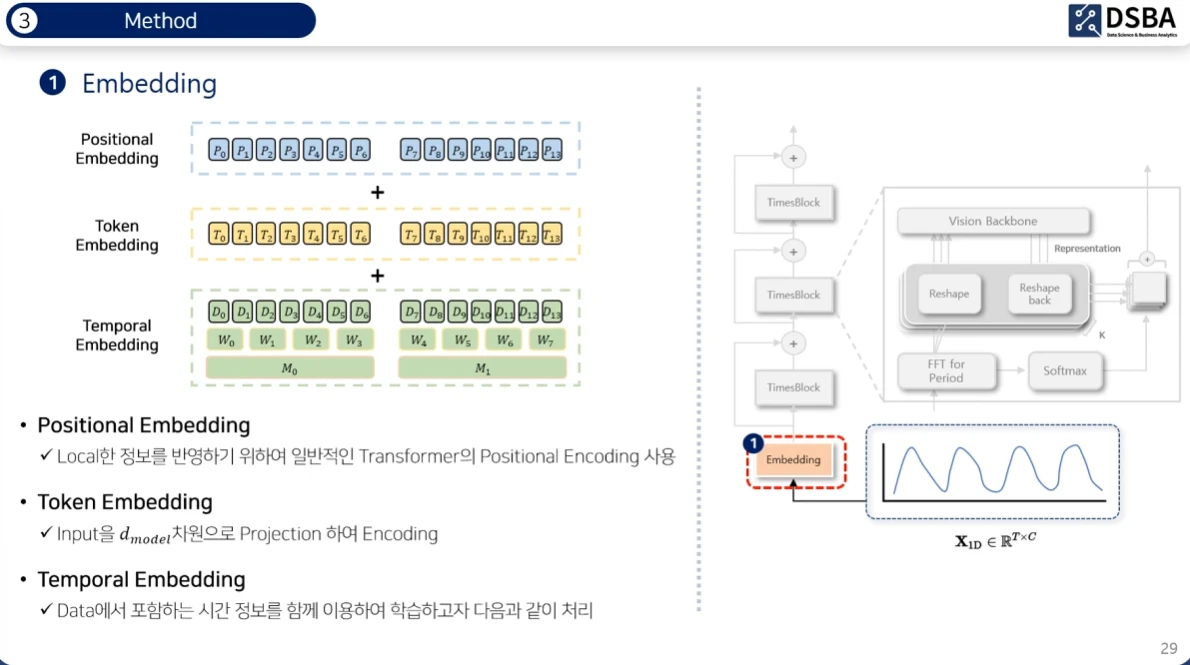 3 Method
DSBA
Data Science & Business Analytics
1 Embedding
Positional
Embedding
P0 P1 P2 P3 P4 P5 P6 P7 P8 P9 P10 P11 P12 P13
+
Token
Embedding
T0 T1 T2 T3 T4 T5 T6 T7 T8 T9 T10 T11 T12 T13
+
Temporal
Embedding
D0 D1 D2 D3 D4 D5 D6 D7 D8 D9 D10 D11 D12 D13
W0 W1 W2 W3 W4 W5 W6 W7
M0 M1
• Positional Embedding
✓ Local한 정보를 반영하기 위하여 일반적인 Transformer의 Positional Encoding 사용
• Token Embedding
✓ Input을 d_model차원으로 Projection 하여 Encoding
• Temporal Embedding
✓ Data에서 포함하는 시간 정보를 함께 이용하여 학습하고자 다음과 같이 처리
+
TimesBlock
+
TimesBlock
+
TimesBlock
1
Embedding
Vision Backbone
Representation
+
Reshape
Reshape
back
K
FFT for
Period
Softmax
X1D ∈ ℝ^T×C
29